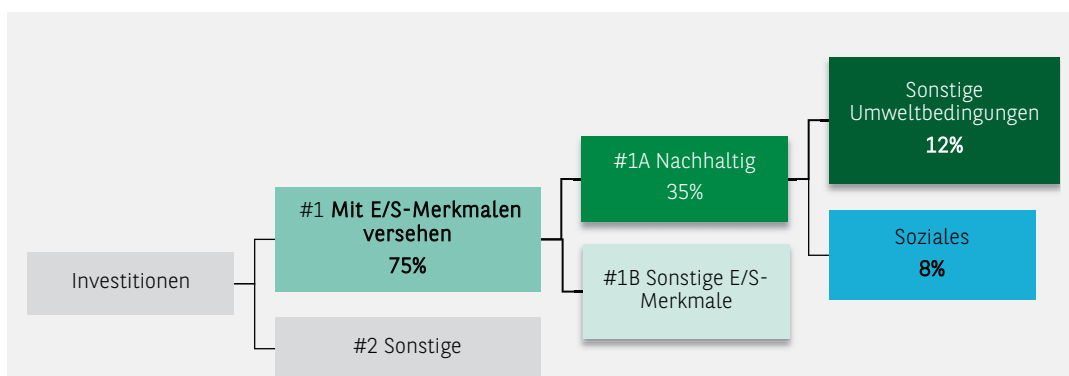 Sonstige
Umweltbedingungen
12%
#1A Nachhaltig
35%
#1 Mit E/S-Merkmalen
versehen
75%
Soziales
8%
Investitionen
#1B Sonstige E/S-
Merkmale
#2 Sonstige